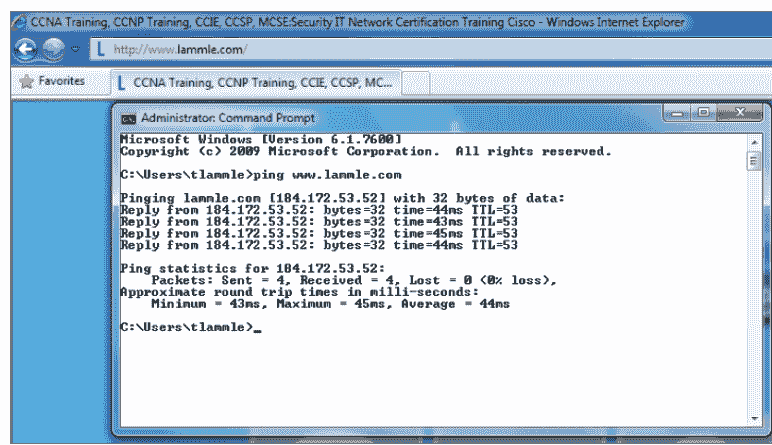 CCNA Training, CCNP Training, CCIE, CCSP, MCSE:Security IT Network Certification Training Cisco - Windows Internet Explorer
http://www.lammle.com/
Favorites
CCNA Training, CCNP Training, CCIE, CCSP, MC...
Administrator: Command Prompt
Microsoft Windows [Version 6.1.7600]
Copyright (c) 2009 Microsoft Corporation.  All rights reserved.
C:\Users\tlammle>ping www.lammle.com
Pinging lammle.com [184.172.53.52] with 32 bytes of data:
Reply from 184.172.53.52: bytes=32 time=44ms TTL=53
Reply from 184.172.53.52: bytes=32 time=43ms TTL=53
Reply from 184.172.53.52: bytes=32 time=45ms TTL=53
Reply from 184.172.53.52: bytes=32 time=44ms TTL=53
Ping statistics for 184.172.53.52:
Packets: Sent = 4, Received = 4, Lost = 0 (0% loss),
Approximate round trip times in milli-seconds:
Minimum = 43ms, Maximum = 45ms, Average = 44ms
C:\Users\tlammle>_